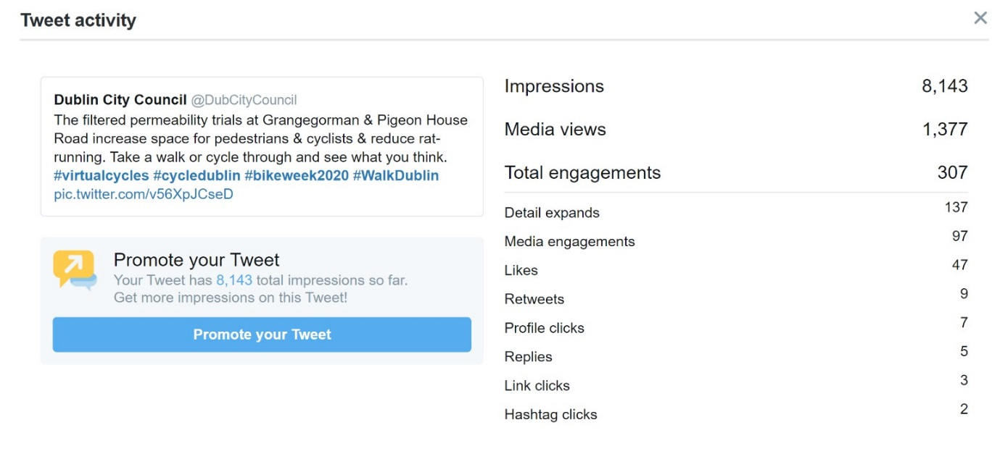 Tweet activity
Dublin City Council @DubCityCouncil
The filtered permeability trials at Grangegorman & Pigeon House
Road increase space for pedestrians & cyclists & reduce rat-
running. Take a walk or cycle through and see what you think.
#virtualcycles #cycledublin #bikeweek2020 #WalkDublin
pic.twitter.com/v56XpJCseD
Promote your Tweet
Your Tweet has 8,143 total impressions so far.
Get more impressions on this Tweet!
Promote your Tweet
Impressions 8,143
Media views 1,377
Total engagements 307
Detail expands 137
Media engagements 97
Likes 47
Retweets 9
Profile clicks 7
Replies 5
Link clicks 3
Hashtag clicks 2